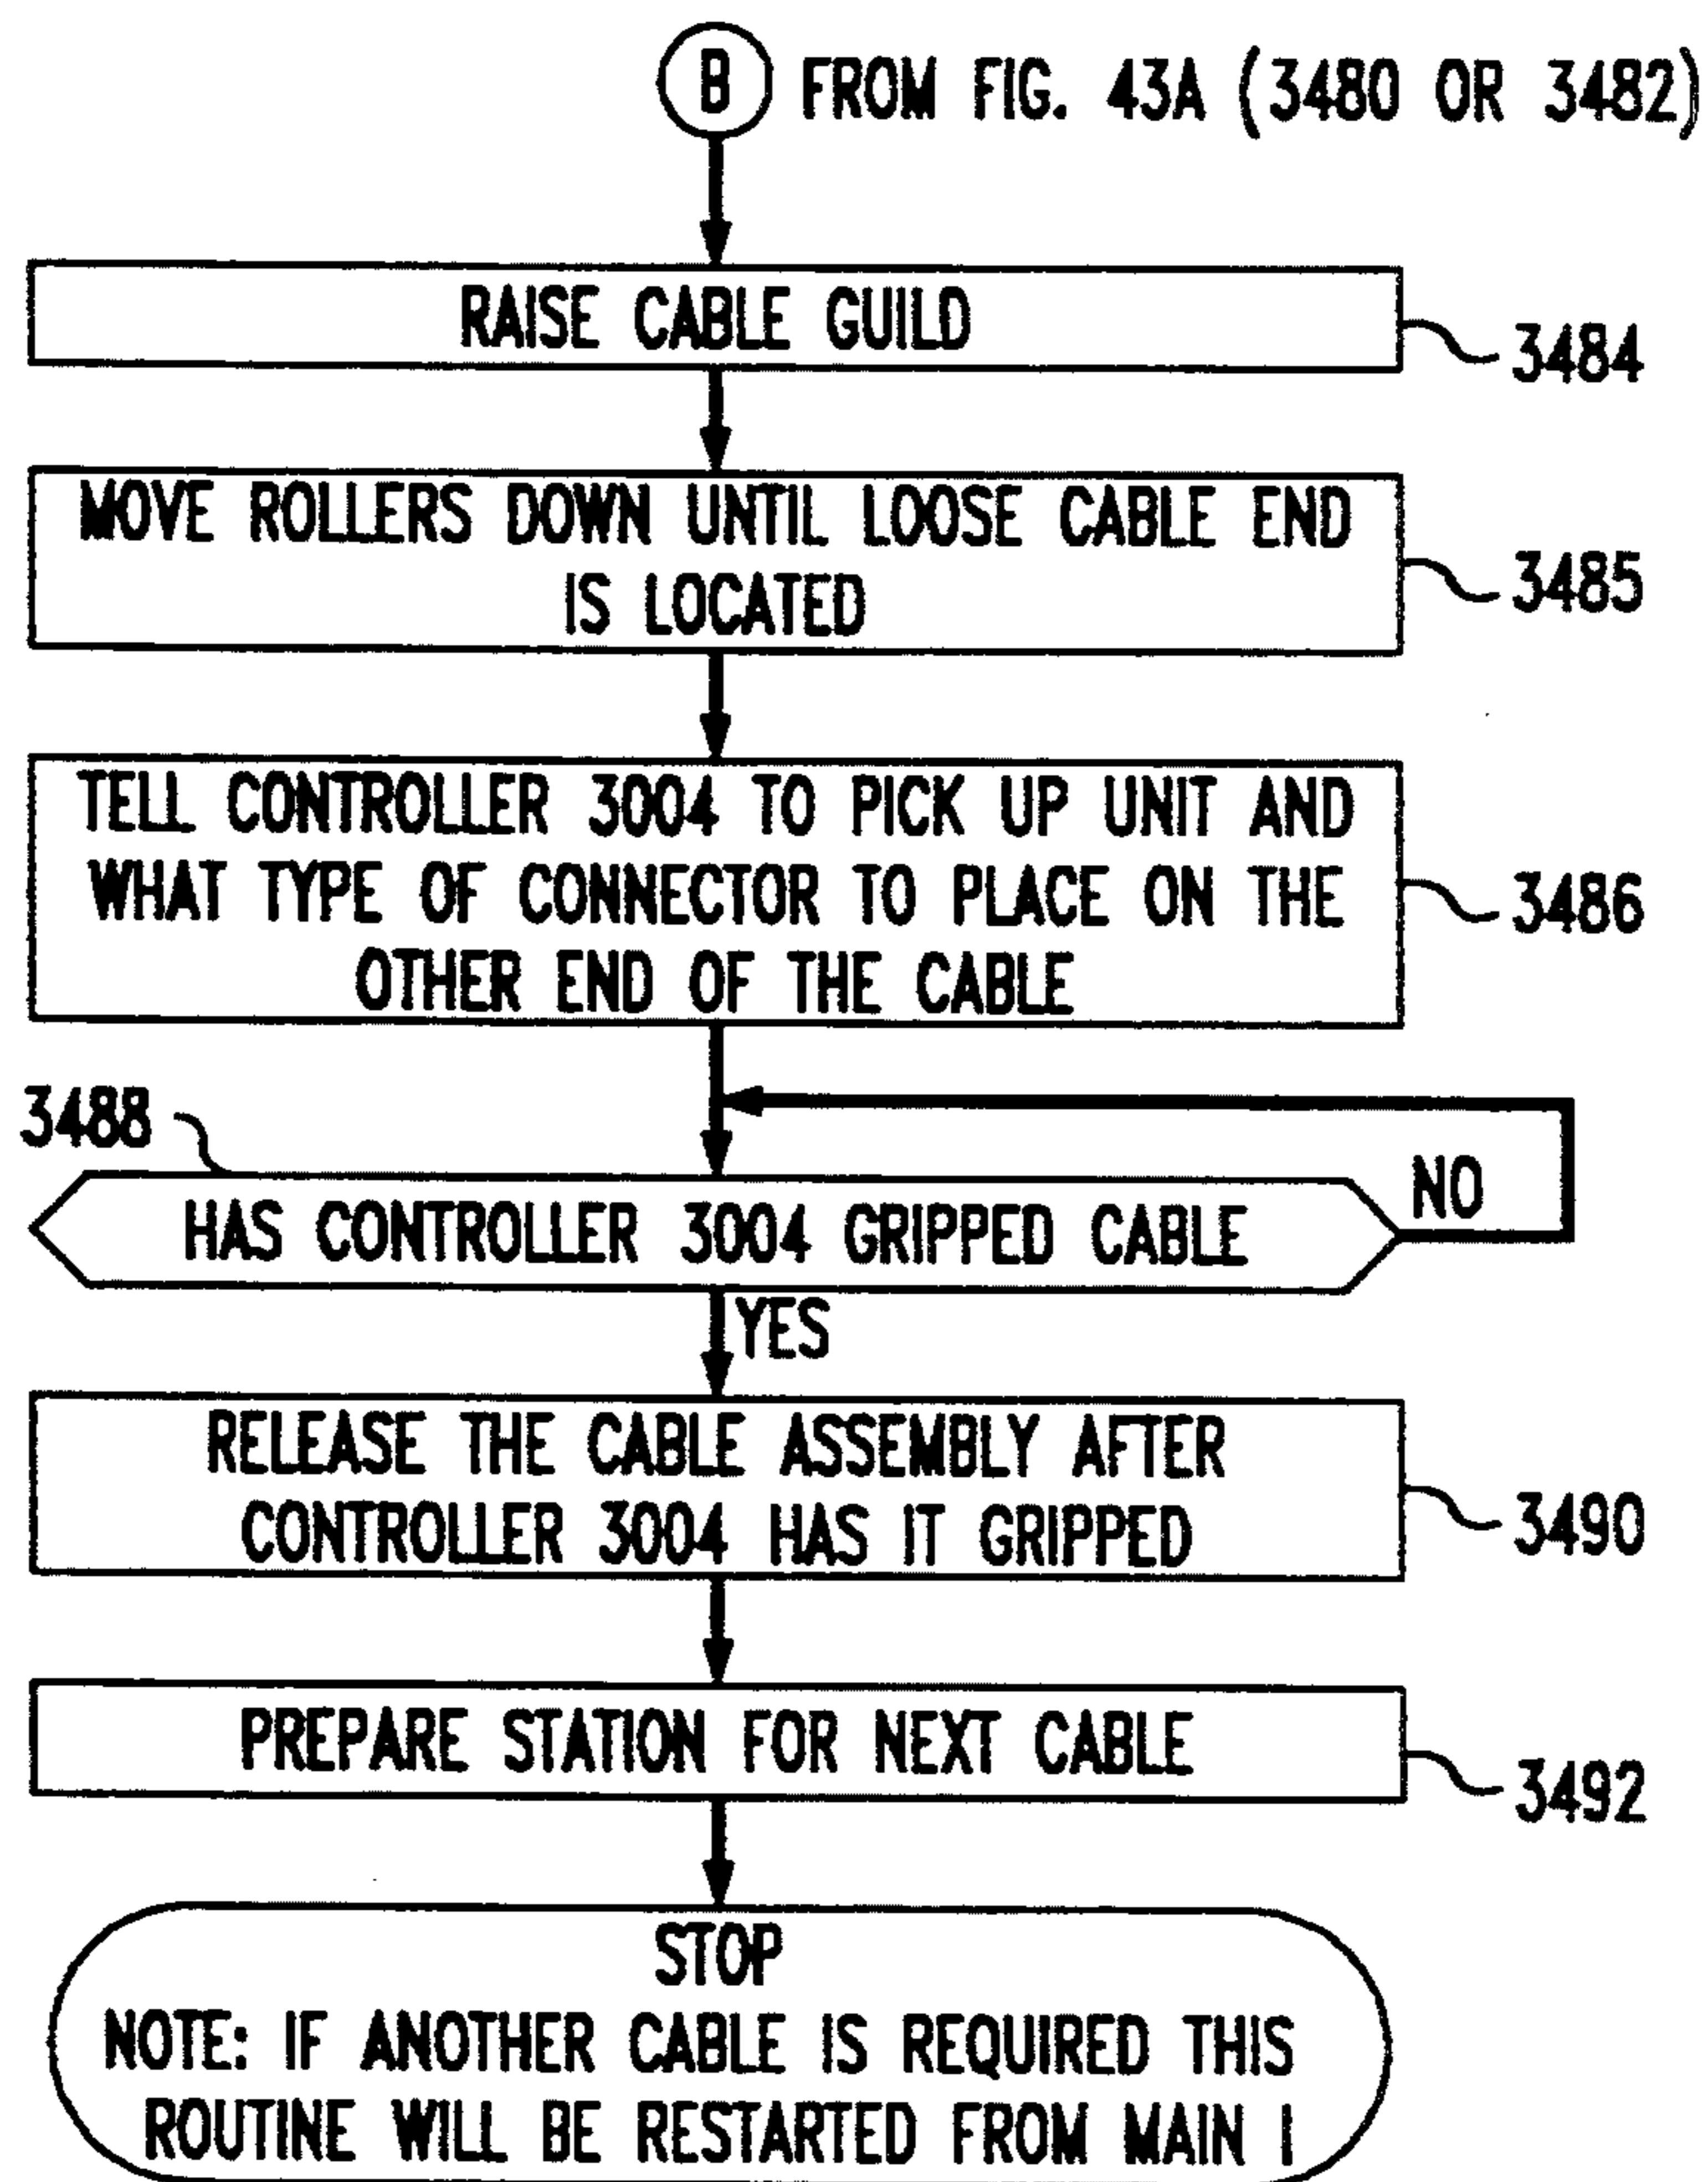 B FROM FIG. 43A (3480 OR 3482)
RAISE CABLE GUILD
3484
MOVE ROLLERS DOWN UNTIL LOOSE CABLE END
IS LOCATED
3485
TELL CONTROLLER 3004 TO PICK UP UNIT AND
WHAT TYPE OF CONNECTOR TO PLACE ON THE
OTHER END OF THE CABLE
3486
3488
NO
HAS CONTROLLER 3004 GRIPPED CABLE
YES
RELEASE THE CABLE ASSEMBLY AFTER
CONTROLLER 3004 HAS IT GRIPPED
3490
PREPARE STATION FOR NEXT CABLE
3492
STOP
NOTE: IF ANOTHER CABLE IS REQUIRED THIS
ROUTINE WILL BE RESTARTED FROM MAIN I